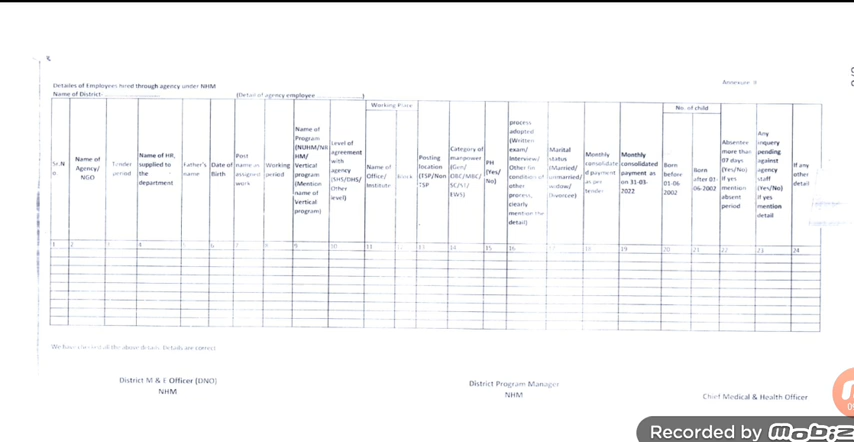 Annexure
Detailes of Employees hired through agency under NHM
Name of District-
(Detail of agency employee
Working Place
No. of child
Sr.N
o.
Name of
Agency/
NGO
Tender
period
Name of HR,
supplied to
the
department
Father's
name
Date of
Birth
Post
name as
assigned
work
Working
period
Name of
Program
(NUHM/NR
HM/
Vertical
program
(Mention
name of
Vertical
program)
Level of
agreement
with
agency
(SHS/DHS/
Other
level)
Name of
Office/
Institute
Block
Posting
location
(TSP/Non
TSP
Category of
manpower
(Gen/
OBC/MBC/
SC/ST/
EWS)
PH
(Yes/
No)
process
adopted
(Written
exam/
Interview/
Other (in
condition of
other
process,
clearly
mention the
detail)
Marital
status
(Married/
unmarried/
widow/
Divorcee)
Monthly
consolidate
d payment
as per
tender
Monthly
consolidated
payment as
on 31-03-
2022
Born
before
01-06
2002
Born
after 01-
06-2002
Absentee
more than
07 days
(Yes/No)
if yes
mention
absent
period
Any
inquery
pending
against
agency
staff
(Yes/No)
if yes
mention
detail
If any
other
detail
1 2 3 4 5 6 7 8 9 10 11 12 13 14 15 16 17 18 19 20 21 22 23 24
We have checked all the above details. Details are correct
District M & E Officer (DNO)
NHM
District Program Manager
NHM
Chief Medical & Health Officer
Recorded by